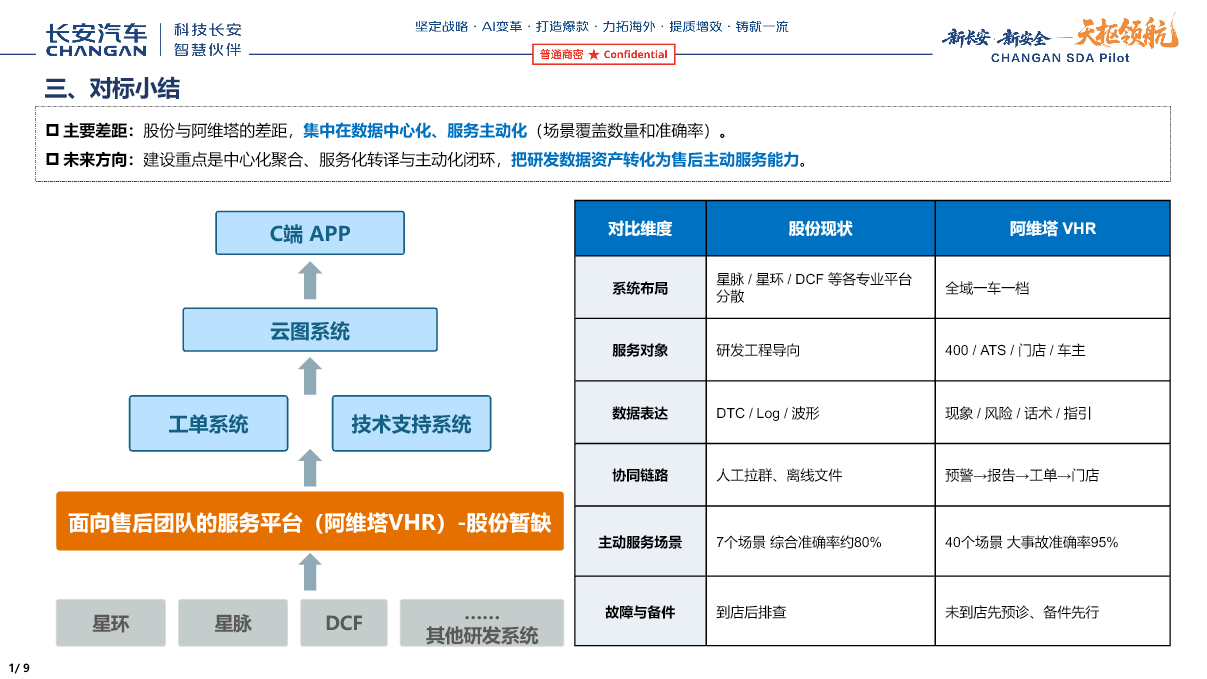 长安汽车
CHANGAN
科技长安
智慧伙伴
坚定战略 · AI变革 · 打造爆款 · 力拓海外 · 提质增效 · 铸就一流
普通商密 ★ Confidential
新长安·新安全—天枢领航
CHANGAN SDA Pilot
三、对标小结
主要差距：股份与阿维塔的差距，集中在数据中心化、服务主动化（场景覆盖数量和准确率）。
未来方向：建设重点是中心化聚合、服务化转译与主动化闭环，把研发数据资产转化为售后主动服务能力。
C端 APP
云图系统
工单系统
技术支持系统
面向售后团队的服务平台（阿维塔VHR）-股份暂缺
星环
星脉
DCF
……
其他研发系统
对比维度
股份现状
阿维塔 VHR
系统布局
星脉 / 星环 / DCF 等各专业平台
分散
全域一车一档
服务对象
研发工程导向
400 / ATS / 门店 / 车主
数据表达
DTC / Log / 波形
现象 / 风险 / 话术 / 指引
协同链路
人工拉群、离线文件
预警→报告→工单→门店
主动服务场景
7个场景 综合准确率约80%
40个场景 大事故准确率95%
故障与备件
到店后排查
未到店先预诊、备件先行
1/ 9